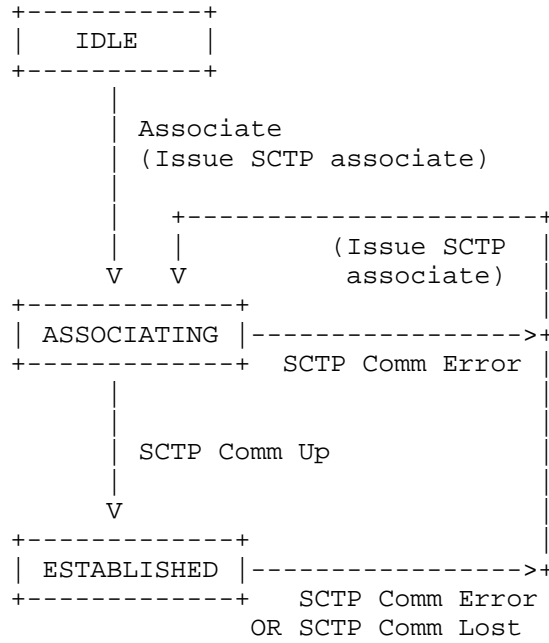 IDLE
Associate
(Issue SCTP associate)
(Issue SCTP
associate)
ASSOCIATING
SCTP Comm Error
SCTP Comm Up
ESTABLISHED
SCTP Comm Error
OR SCTP Comm Lost